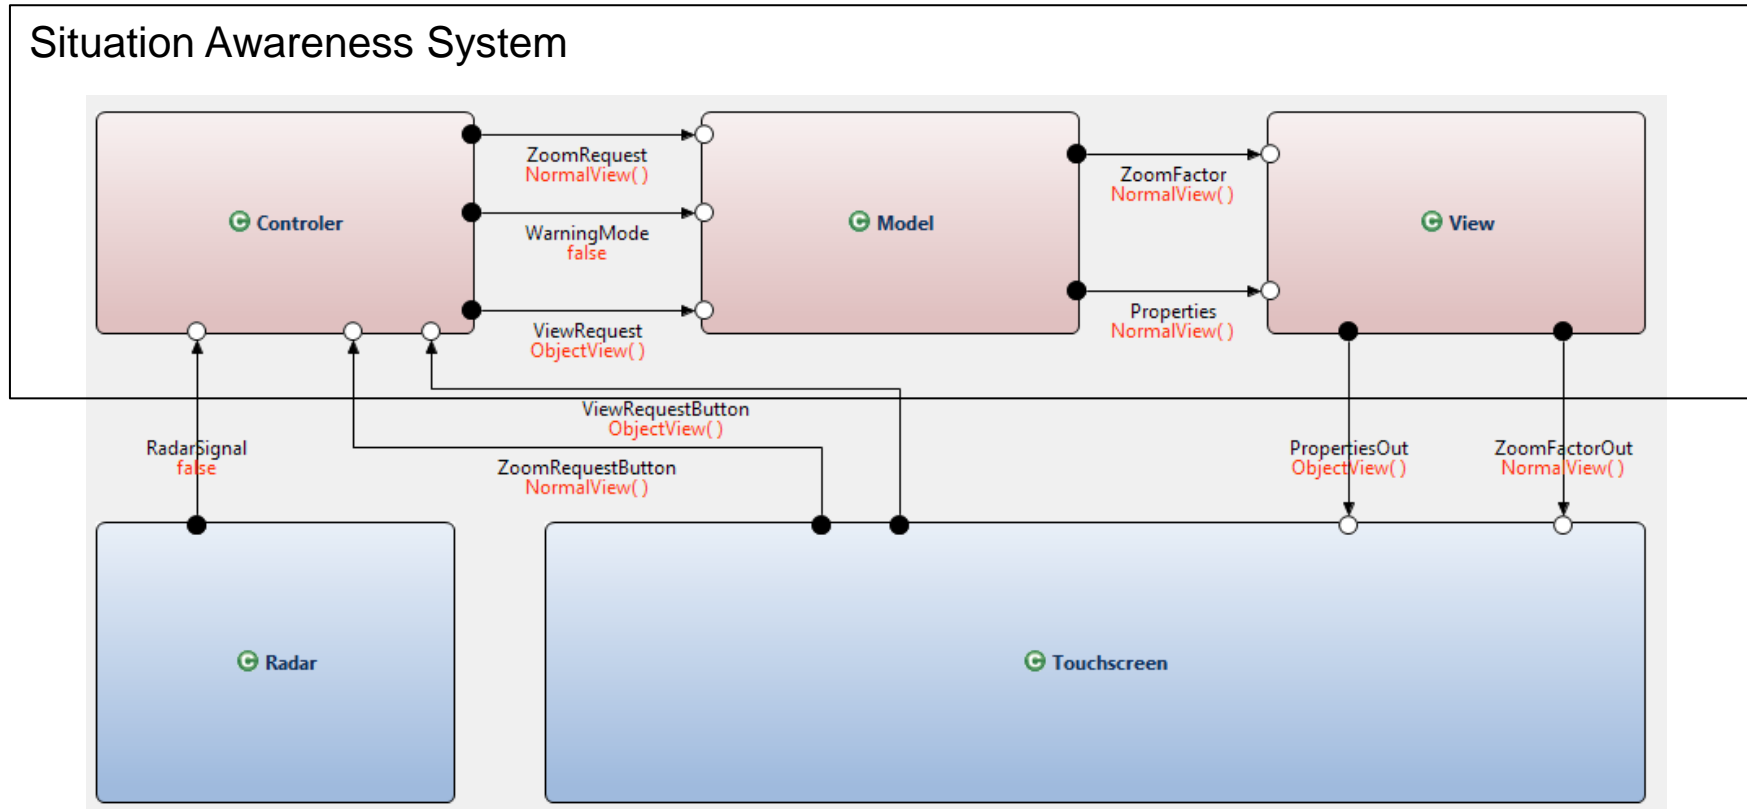 Situation Awareness System
ZoomRequest
NormalView( )
WarningMode
false
ViewRequest
ObjectView( )
ZoomFactor
NormalView( )
Properties
NormalView( )
C Controler
C Model
C View
ViewRequestButton
ObjectView( )
RadarSignal
false
ZoomRequestButton
NormalView( )
PropertiesOut
ObjectView( )
ZoomFactorOut
NormalView( )
C Radar
C Touchscreen